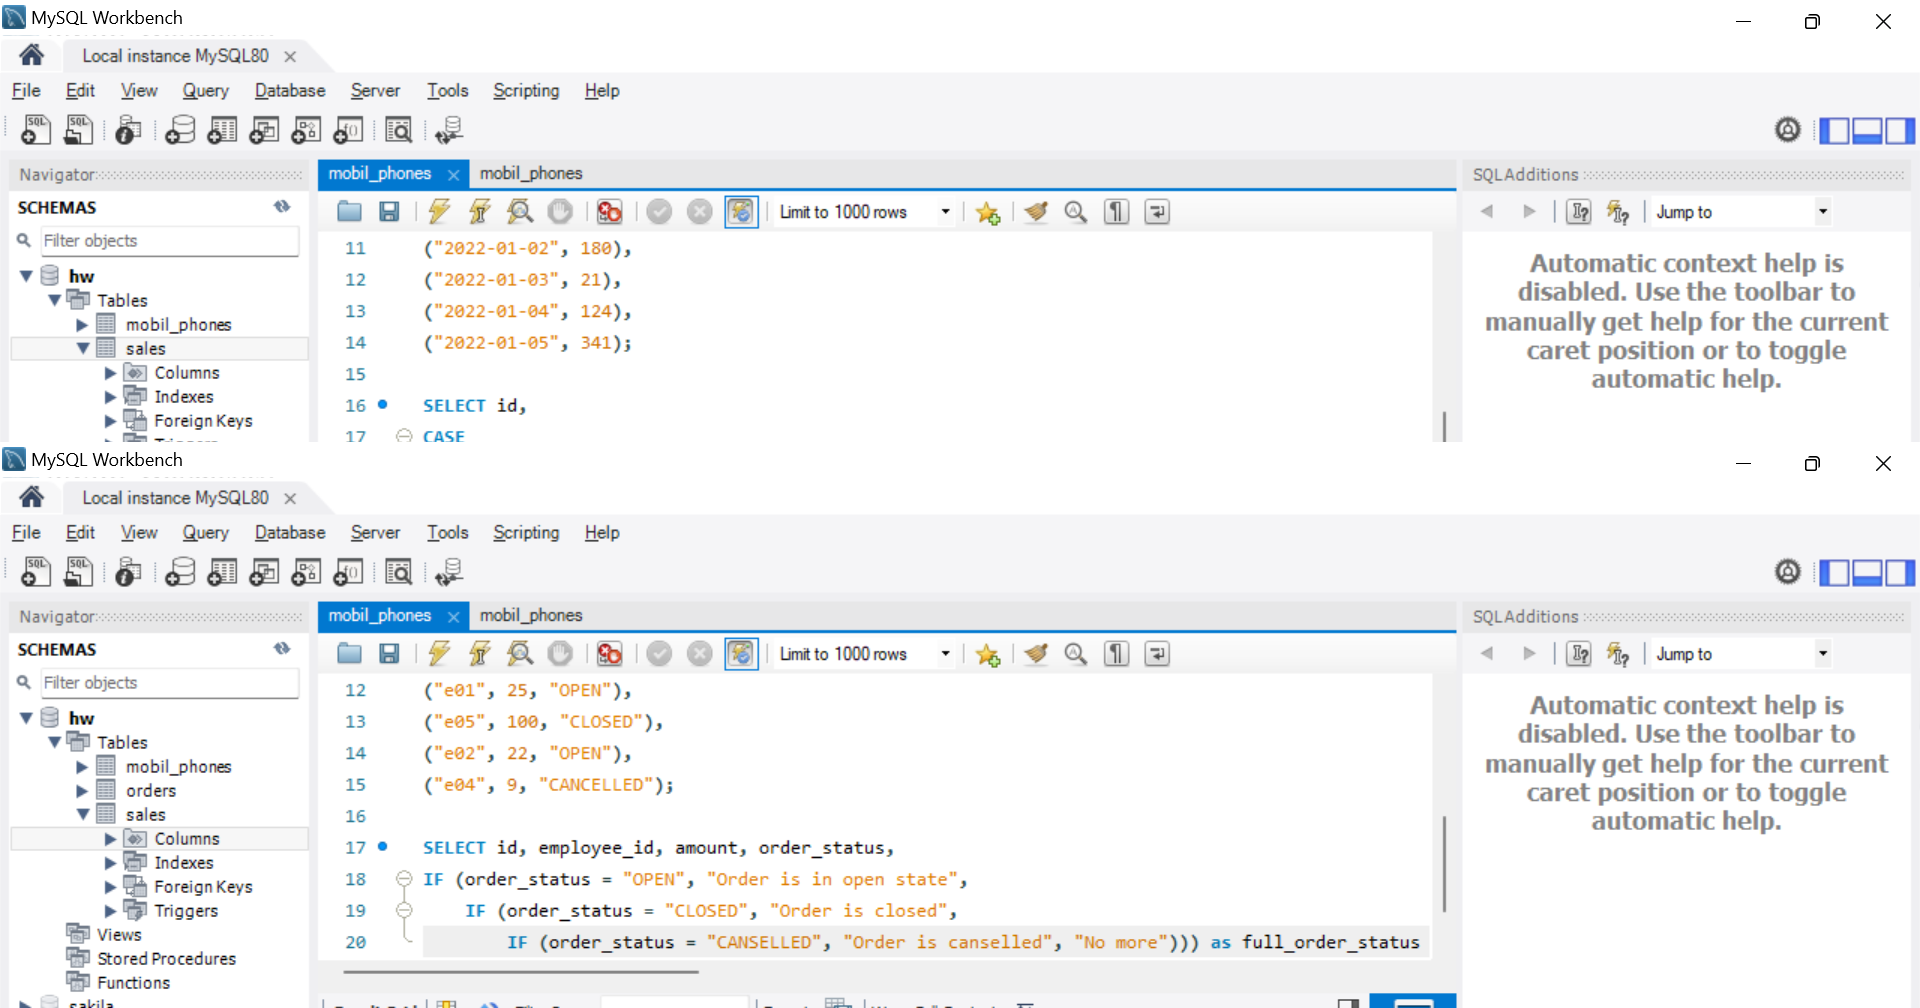 MySQL Workbench
Local instance MySQL80
File Edit View Query Database Server Tools Scripting Help
Navigator
SCHEMAS
Filter objects
hw
Tables
mobil_phones
sales
Columns
Indexes
Foreign Keys
Triggers
mobil_phones mobil_phones
Limit to 1000 rows
11 ("2022-01-02", 180),
12 ("2022-01-03", 21),
13 ("2022-01-04", 124),
14 ("2022-01-05", 341);
15
16 SELECT id,
17 CASE
SQLAdditions
Jump to
Automatic context help is
disabled. Use the toolbar to
manually get help for the current
caret position or to toggle
automatic help.
MySQL Workbench
Local instance MySQL80
File Edit View Query Database Server Tools Scripting Help
Navigator
SCHEMAS
Filter objects
hw
Tables
mobil_phones
orders
sales
Columns
Indexes
Foreign Keys
Triggers
Views
Stored Procedures
Functions
sakila
mobil_phones mobil_phones
Limit to 1000 rows
12 ("e01", 25, "OPEN"),
13 ("e05", 100, "CLOSED"),
14 ("e02", 22, "OPEN"),
15 ("e04", 9, "CANCELLED");
16
17 SELECT id, employee_id, amount, order_status,
18 IF (order_status = "OPEN", "Order is in open state",
19 IF (order_status = "CLOSED", "Order is closed",
20 IF (order_status = "CANSELLED", "Order is canselled", "No more"))) as full_order_status
SQLAdditions
Jump to
Automatic context help is
disabled. Use the toolbar to
manually get help for the current
caret position or to toggle
automatic help.